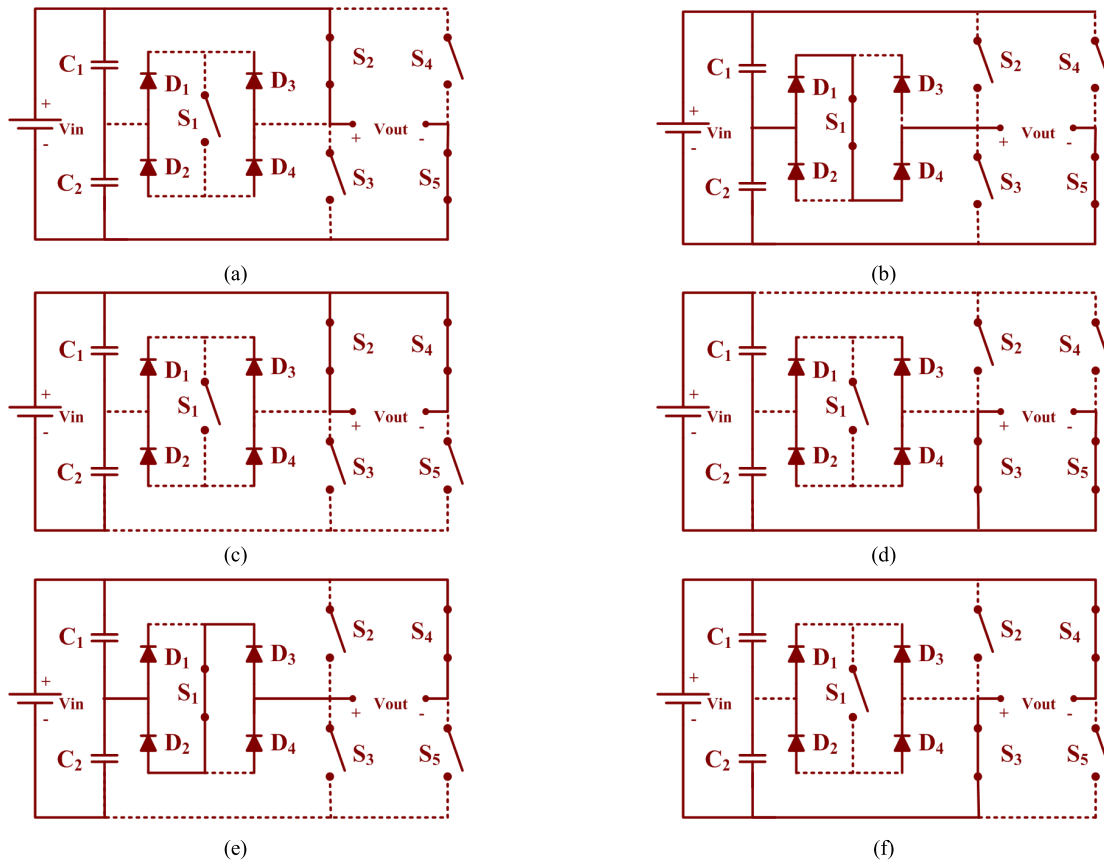 C1 D1 D3 S2 S4
+ S1
Vin + Vout -
- D2 D4 S3 S5
C2
(a)
C1 D1 D3 S2 S4
+ S1
Vin + Vout -
- D2 D4 S3 S5
C2
(b)
C1 D1 D3 S2 S4
+ S1
Vin + Vout -
- D2 D4 S3 S5
C2
(c)
C1 D1 D3 S2 S4
+ S1
Vin + Vout -
- D2 D4 S3 S5
C2
(d)
C1 D1 D3 S2 S4
+ S1
Vin + Vout -
- D2 D4 S3 S5
C2
(e)
C1 D1 D3 S2 S4
+ S1
Vin + Vout -
- D2 D4 S3 S5
C2
(f)